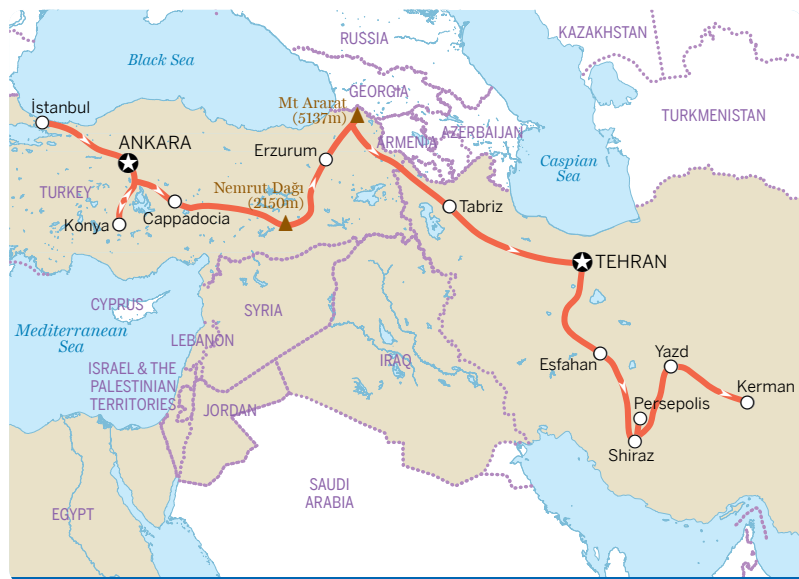 RUSSIA
KAZAKHSTAN
Black Sea
GEORGIA
Mt Ararat
(5137m)
İstanbul
TURKMENISTAN
ANKARA
ARMENIA
AZERBAIJAN
Erzurum
Caspian
Sea
TURKEY
Nemrut Dağı
(2150m)
Cappadocia
Konya
Tabriz
TEHRAN
CYPRUS
SYRIA
Mediterranean
Sea
LEBANON
IRAQ
Esfahan
Yazd
ISRAEL & THE
PALESTINIAN
TERRITORIES
JORDAN
Kerman
Persepolis
Shiraz
SAUDI
ARABIA
EGYPT